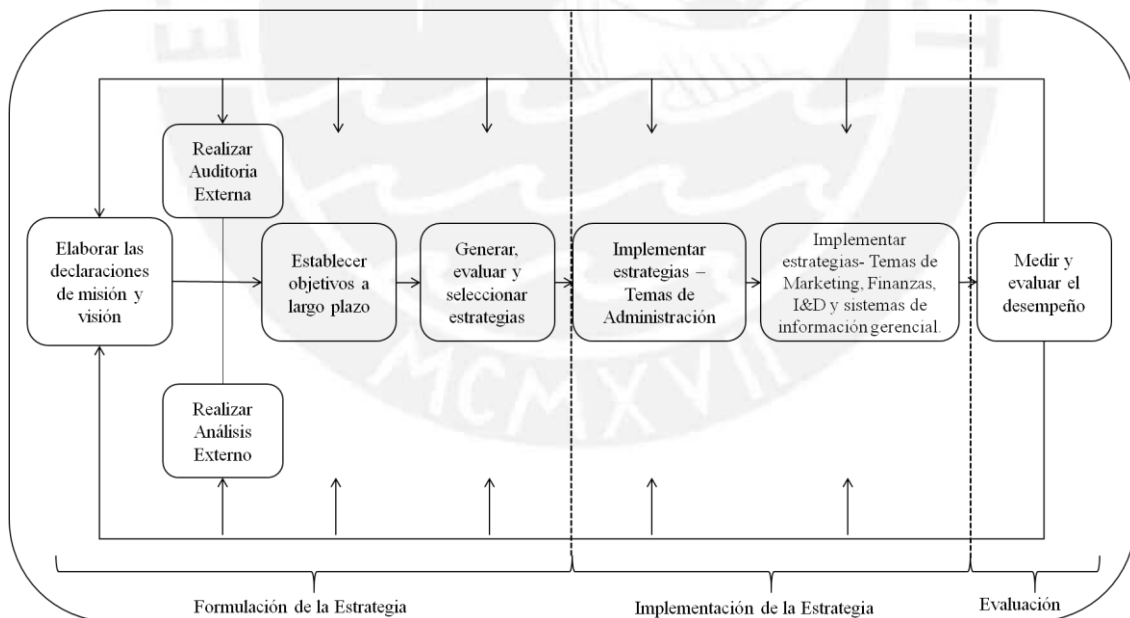 E
T
Realizar
Auditoria
Externa
Elaborar las
declaraciones
de misión y
visión
Establecer
objetivos a
largo plazo
Generar,
evaluar y
seleccionar
estrategias
Implementar
estrategias –
Temas de
Administración
Implementar
estrategias- Temas de
Marketing, Finanzas,
I&D y sistemas de
información gerencial.
Medir y
evaluar el
desempeño
Realizar
Análisis
Externo
MCMXVII
Formulación de la Estrategia
Implementación de la Estrategia
Evaluación